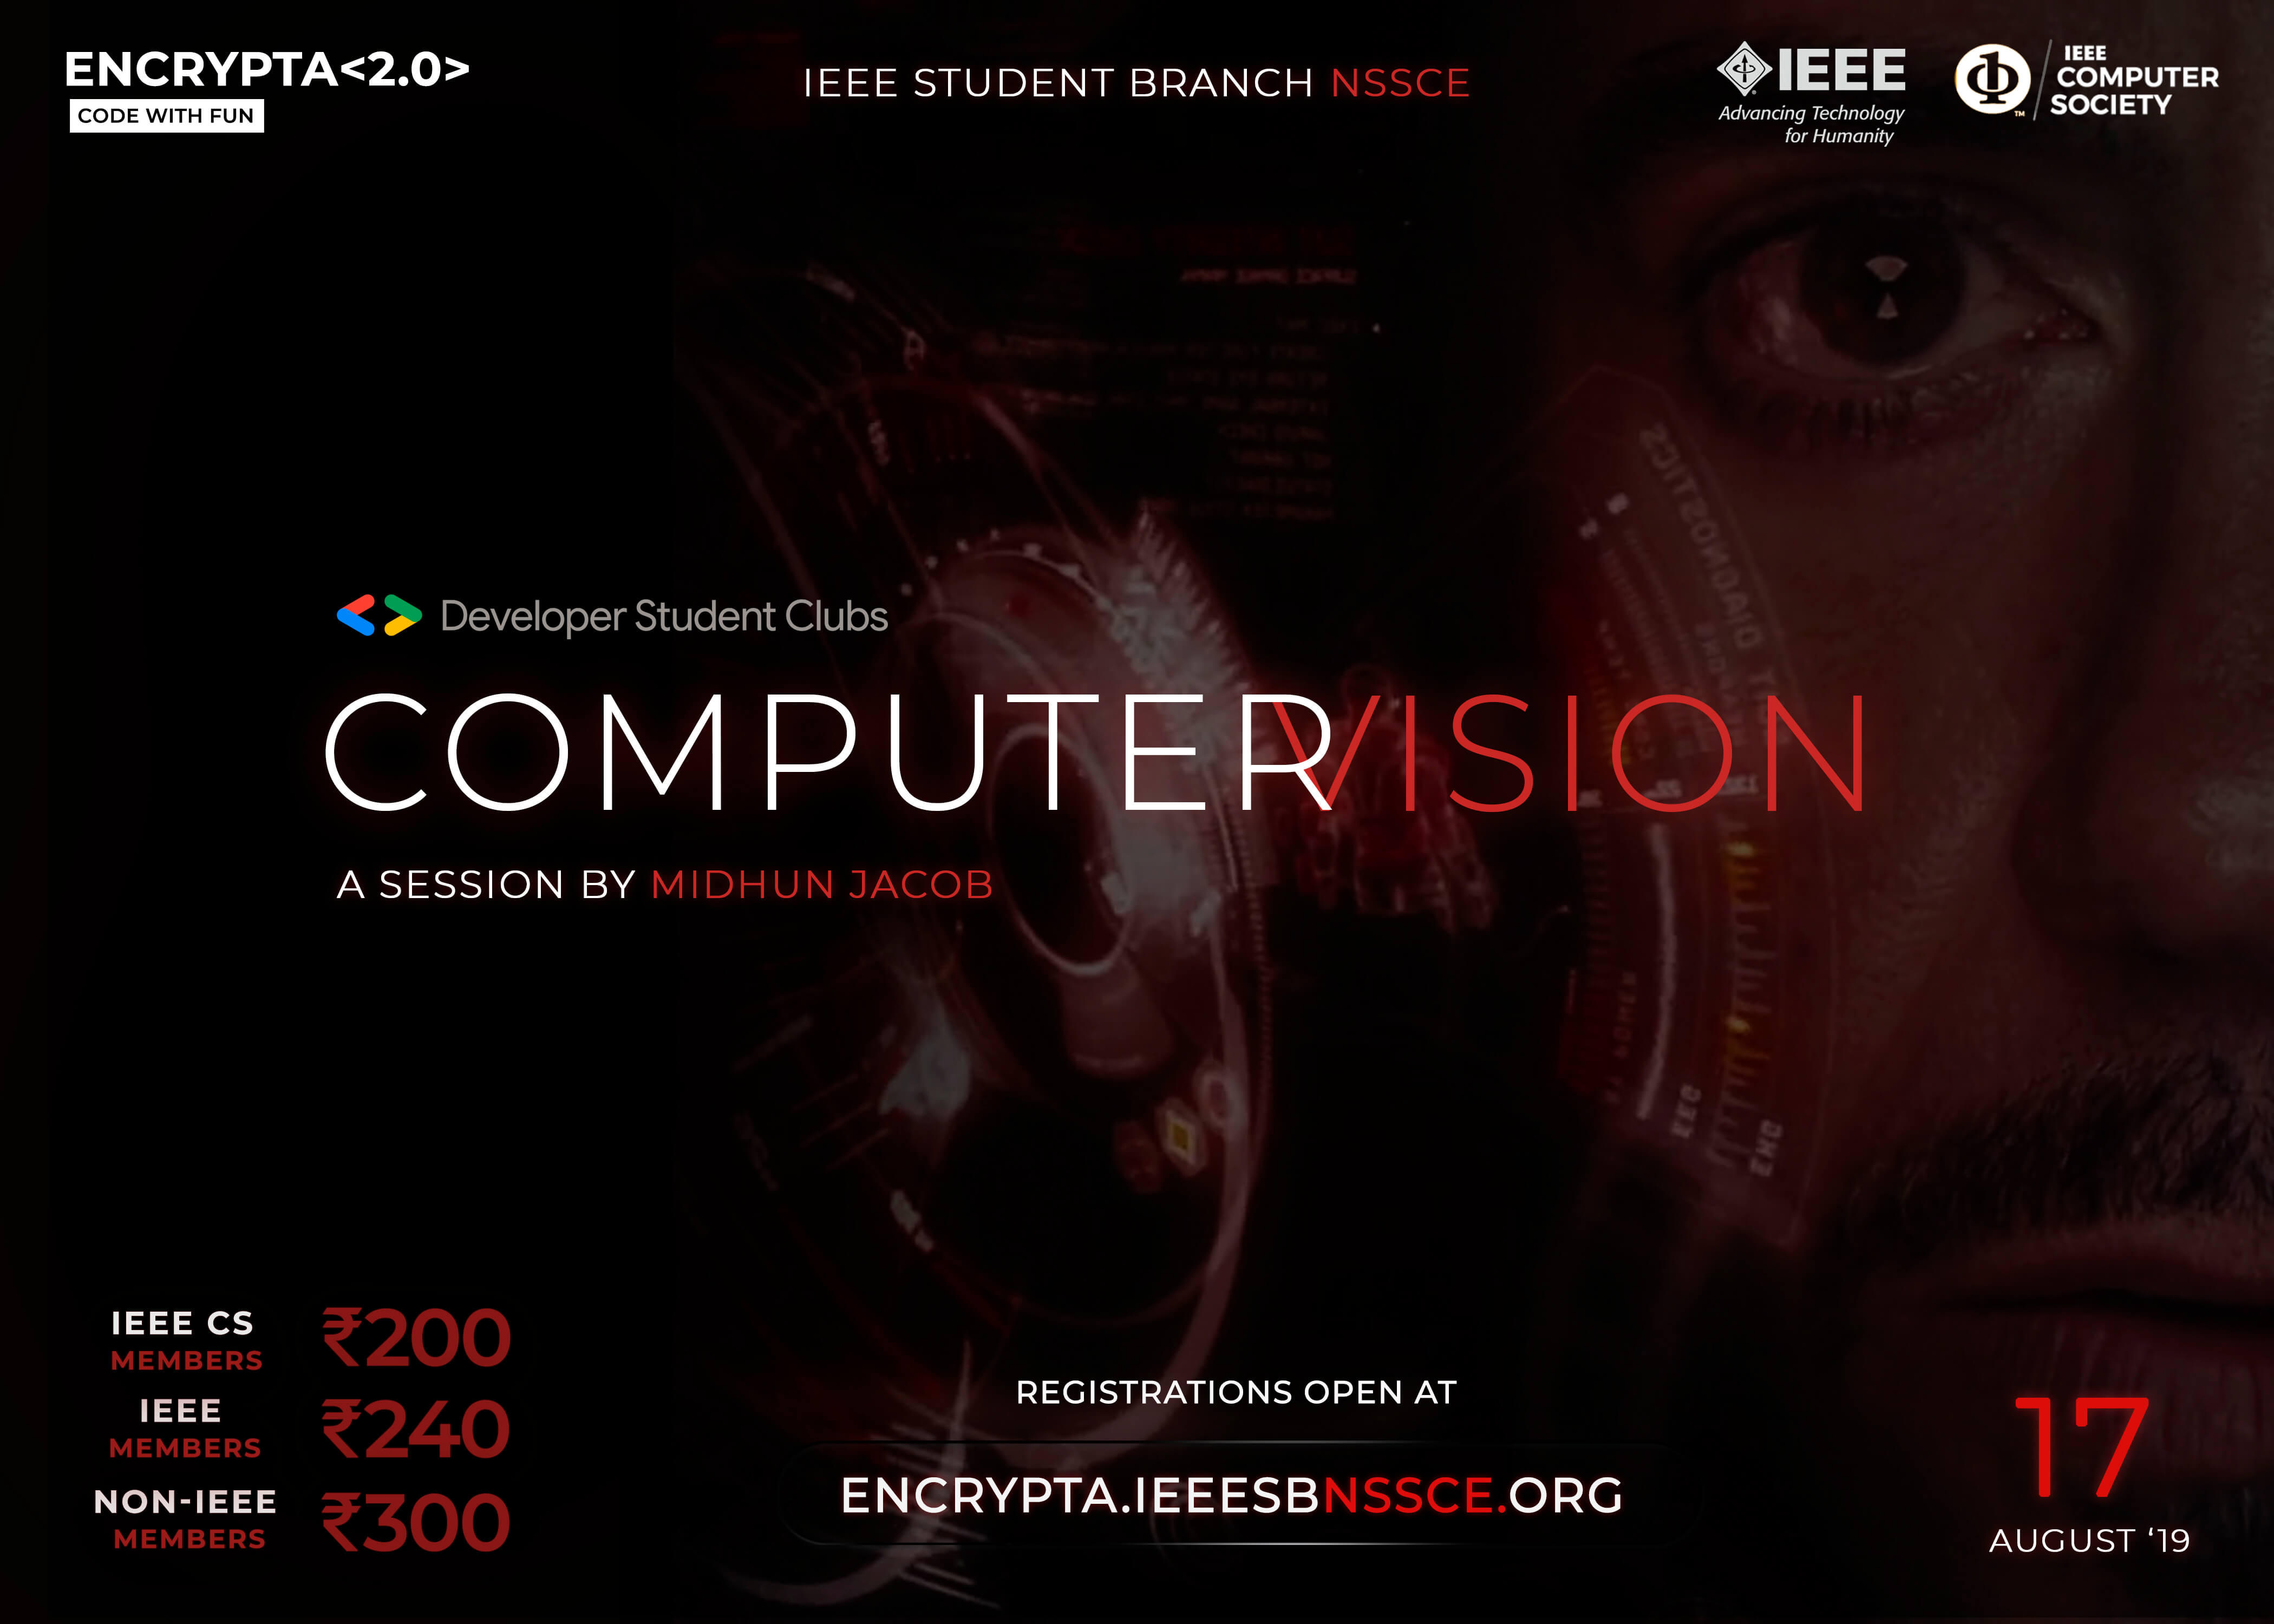 ENCRYPTA<2.0>
CODE WITH FUN
IEEE STUDENT BRANCH NSSCE
IEEE
Advancing Technology
for Humanity
IEEE
COMPUTER
SOCIETY
TM
Developer Student Clubs
COMPUTERVISION
A SESSION BY MIDHUN JACOB
IEEE CS
MEMBERS
₹200
IEEE
MEMBERS
₹240
NON-IEEE
MEMBERS
₹300
REGISTRATIONS OPEN AT
ENCRYPTA.IEEESBNSSCE.ORG
17
AUGUST ‘19
DIAGNOSTICS